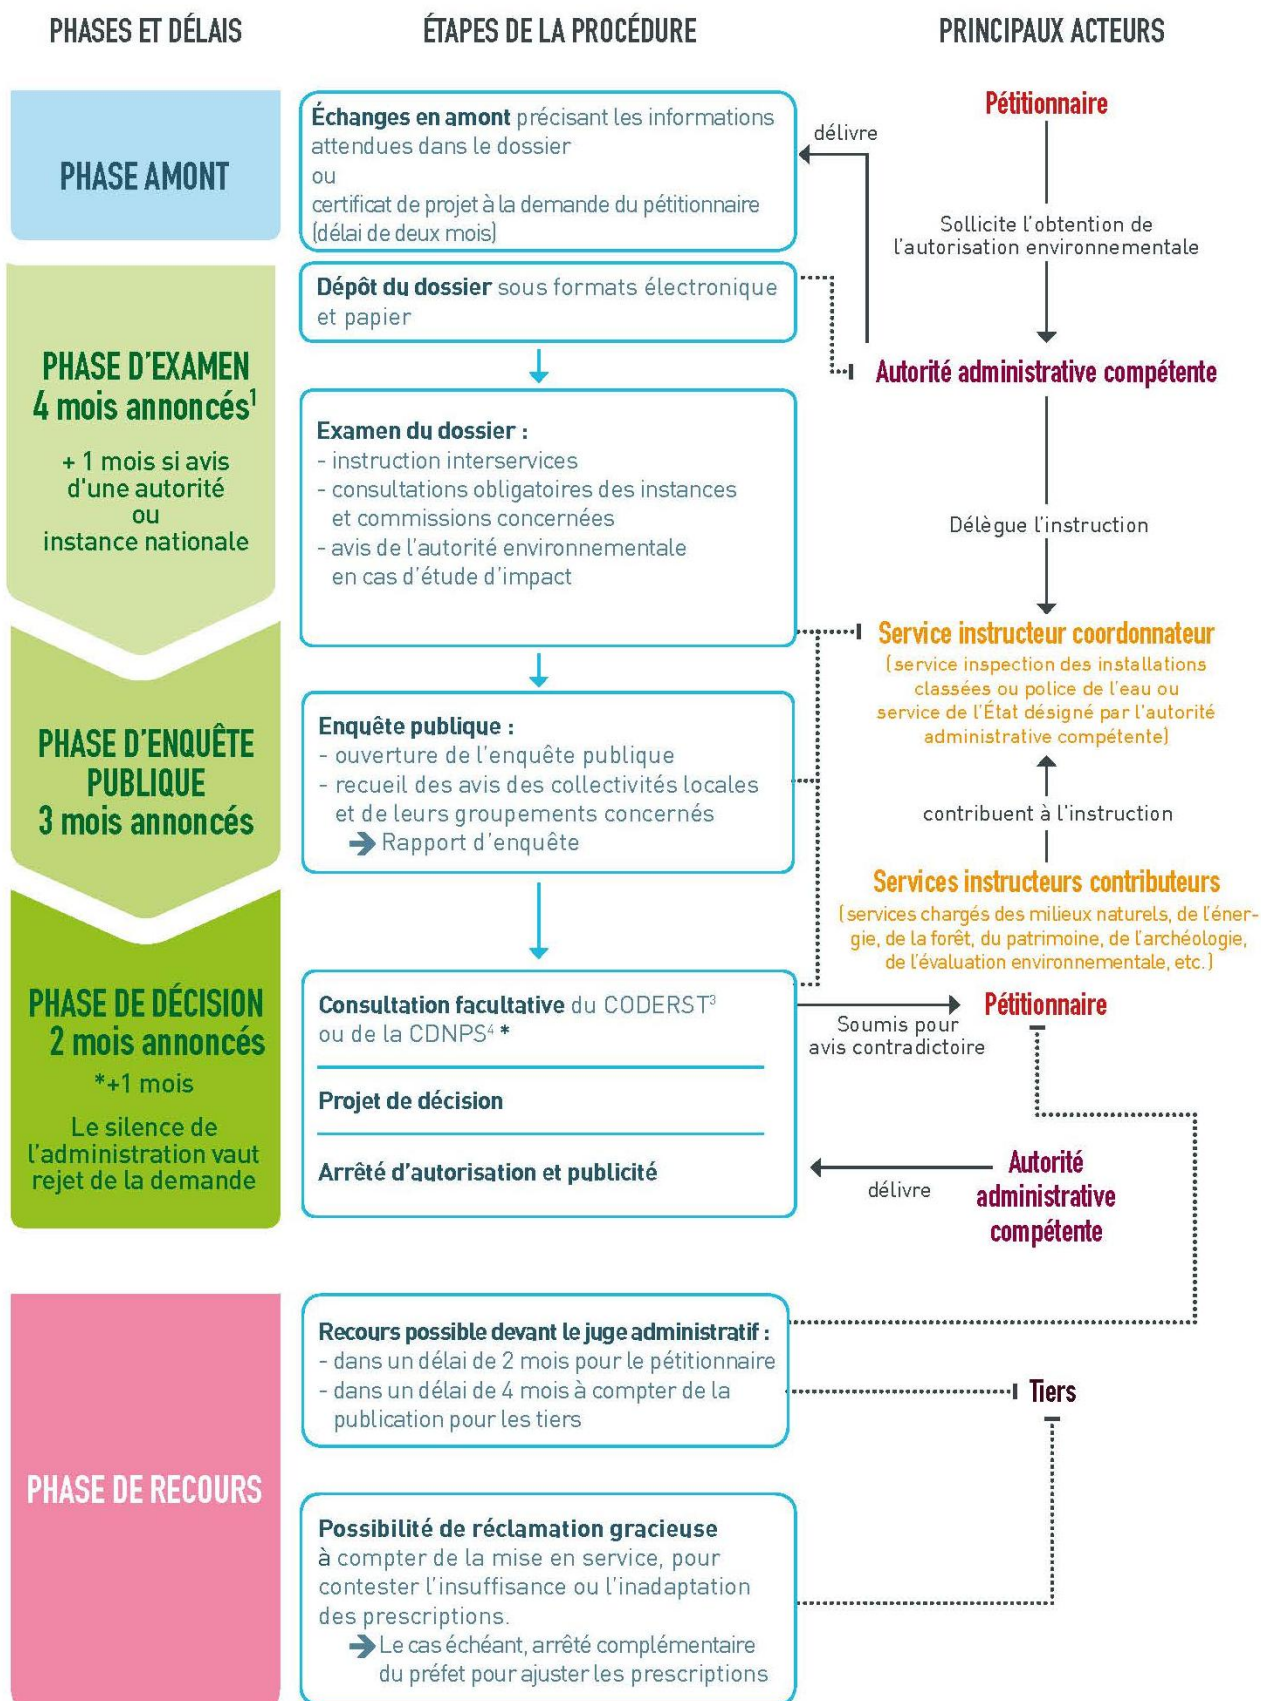 PHASES ET DÉLAIS
ÉTAPES DE LA PROCÉDURE
PRINCIPAUX ACTEURS
PHASE AMONT
Échanges en amont précisant les informations
attendues dans le dossier
ou
certificat de projet à la demande du pétitionnaire
(délai de deux mois)
délivre
Pétitionnaire
Sollicite l'obtention de
l'autorisation environnementale
PHASE D'EXAMEN
4 mois annoncés¹
+ 1 mois si avis
d'une autorité
ou
instance nationale
Dépôt du dossier sous formats électronique
et papier
Autorité administrative compétente
Examen du dossier :
- instruction interservices
- consultations obligatoires des instances
et commissions concernées
- avis de l'autorité environnementale
en cas d'étude d'impact
Délègue l'instruction
Service instructeur coordonnateur
(service inspection des installations
classées ou police de l'eau ou
service de l'État désigné par l'autorité
administrative compétente)
PHASE D'ENQUÊTE
PUBLIQUE
3 mois annoncés
Enquête publique :
- ouverture de l'enquête publique
- recueil des avis des collectivités locales
et de leurs groupements concernés
➔ Rapport d'enquête
contribuent à l'instruction
Services instructeurs contributeurs
(services chargés des milieux naturels, de l'éner-
gie, de la forêt, du patrimoine, de l'archéologie,
de l'évaluation environnementale, etc.)
PHASE DE DÉCISION
2 mois annoncés
*+1 mois
Le silence de
l'administration vaut
rejet de la demande
Consultation facultative du CODERST³
ou de la CDNPS⁴ *
Projet de décision
Arrêté d'autorisation et publicité
Soumis pour
avis contradictoire
Pétitionnaire
délivre
Autorité
administrative
compétente
PHASE DE RECOURS
Recours possible devant le juge administratif :
- dans un délai de 2 mois pour le pétitionnaire
- dans un délai de 4 mois à compter de la
publication pour les tiers
Tiers
Possibilité de réclamation gracieuse
à compter de la mise en service, pour
contester l'insuffisance ou l'inadaptation
des prescriptions.
➔ Le cas échéant, arrêté complémentaire
du préfet pour ajuster les prescriptions